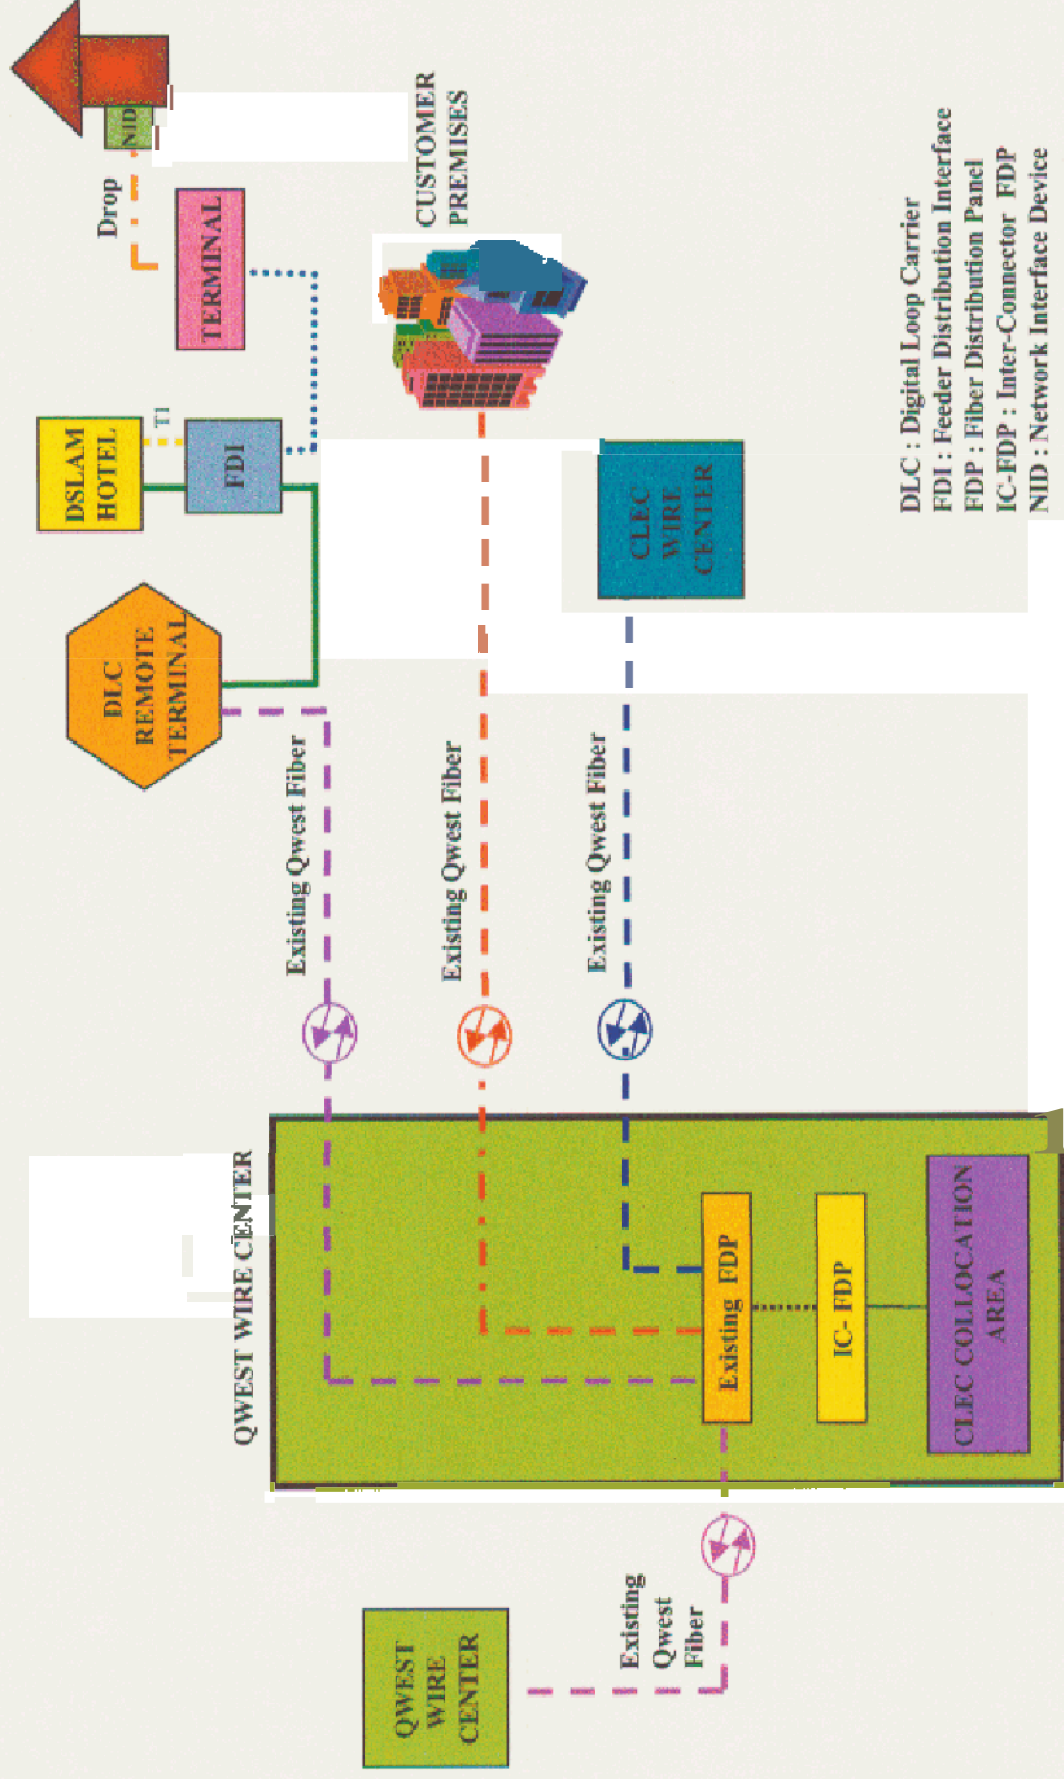 NID
Drop
TERMINAL
CUSTOMER
PREMISES
DSLAM
HOTEL
T1
FDI
DLC
REMOTE
TERMINAL
Existing Qwest Fiber
Existing Qwest Fiber
Existing Qwest Fiber
CLEC
WIRE
CENTER
QWEST WIRE CENTER
Existing FDP
IC- FDP
CLEC COLLOCATION
AREA
Existing
Qwest
Fiber
QWEST
WIRE
CENTER
DLC : Digital Loop Carrier
FDI : Feeder Distribution Interface
FDP : Fiber Distribution Panel
IC-FDP : Inter-Connector FDP
NID : Network Interface Device